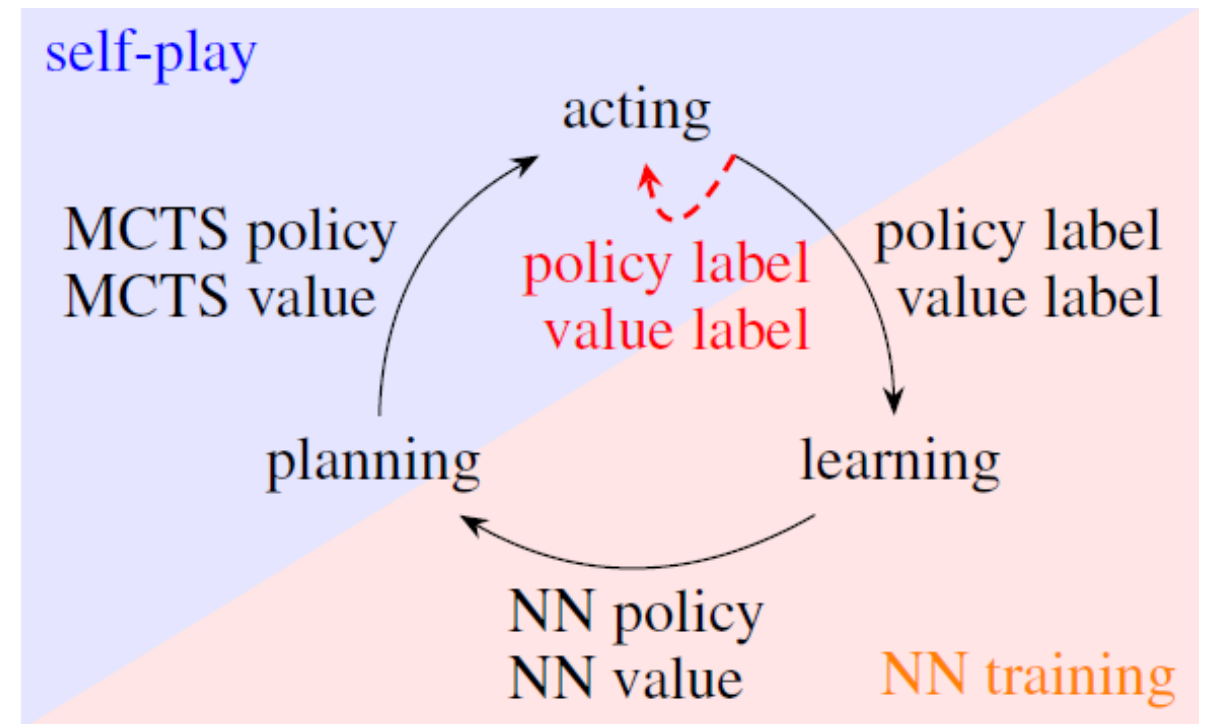 self-play
acting
MCTS policy
MCTS value
policy label
value label
policy label
value label
planning
learning
NN policy
NN value
NN training